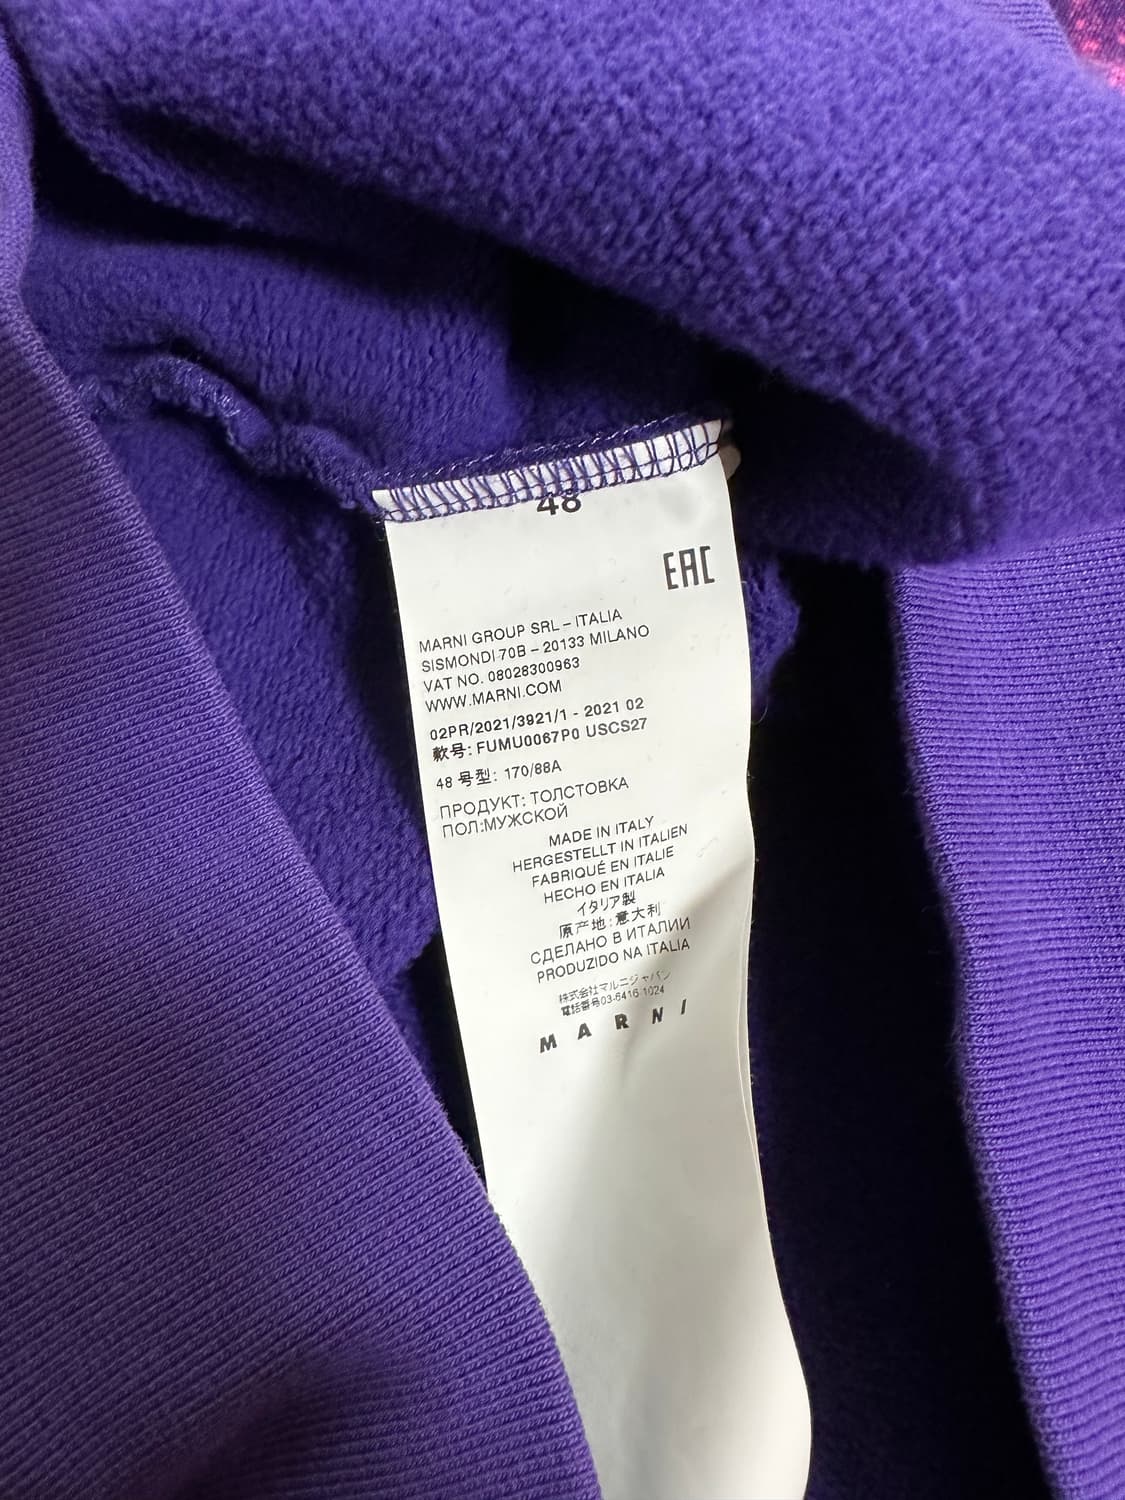 48
EAC
MARNI GROUP SRL – ITALIA
SISMONDI 70B – 20133 MILANO
VAT NO. 08028300963
WWW.MARNI.COM
02PR/2021/3921/1 - 2021 02
款号: FUMU0067P0 USCS27
48 号型: 170/88A
ПРОДУКТ: ТОЛСТОВКА
ПОЛ:МУЖСКОЙ
MADE IN ITALY
HERGESTELLT IN ITALIEN
FABRIQUÉ EN ITALIE
HECHO EN ITALIA
イタリア製
原产地: 意大利
СДЕЛАНО В ИТАЛИИ
PRODUZIDO NA ITALIA
株式会社マルニジャパン
電話番号03-6416 1024
MARNI